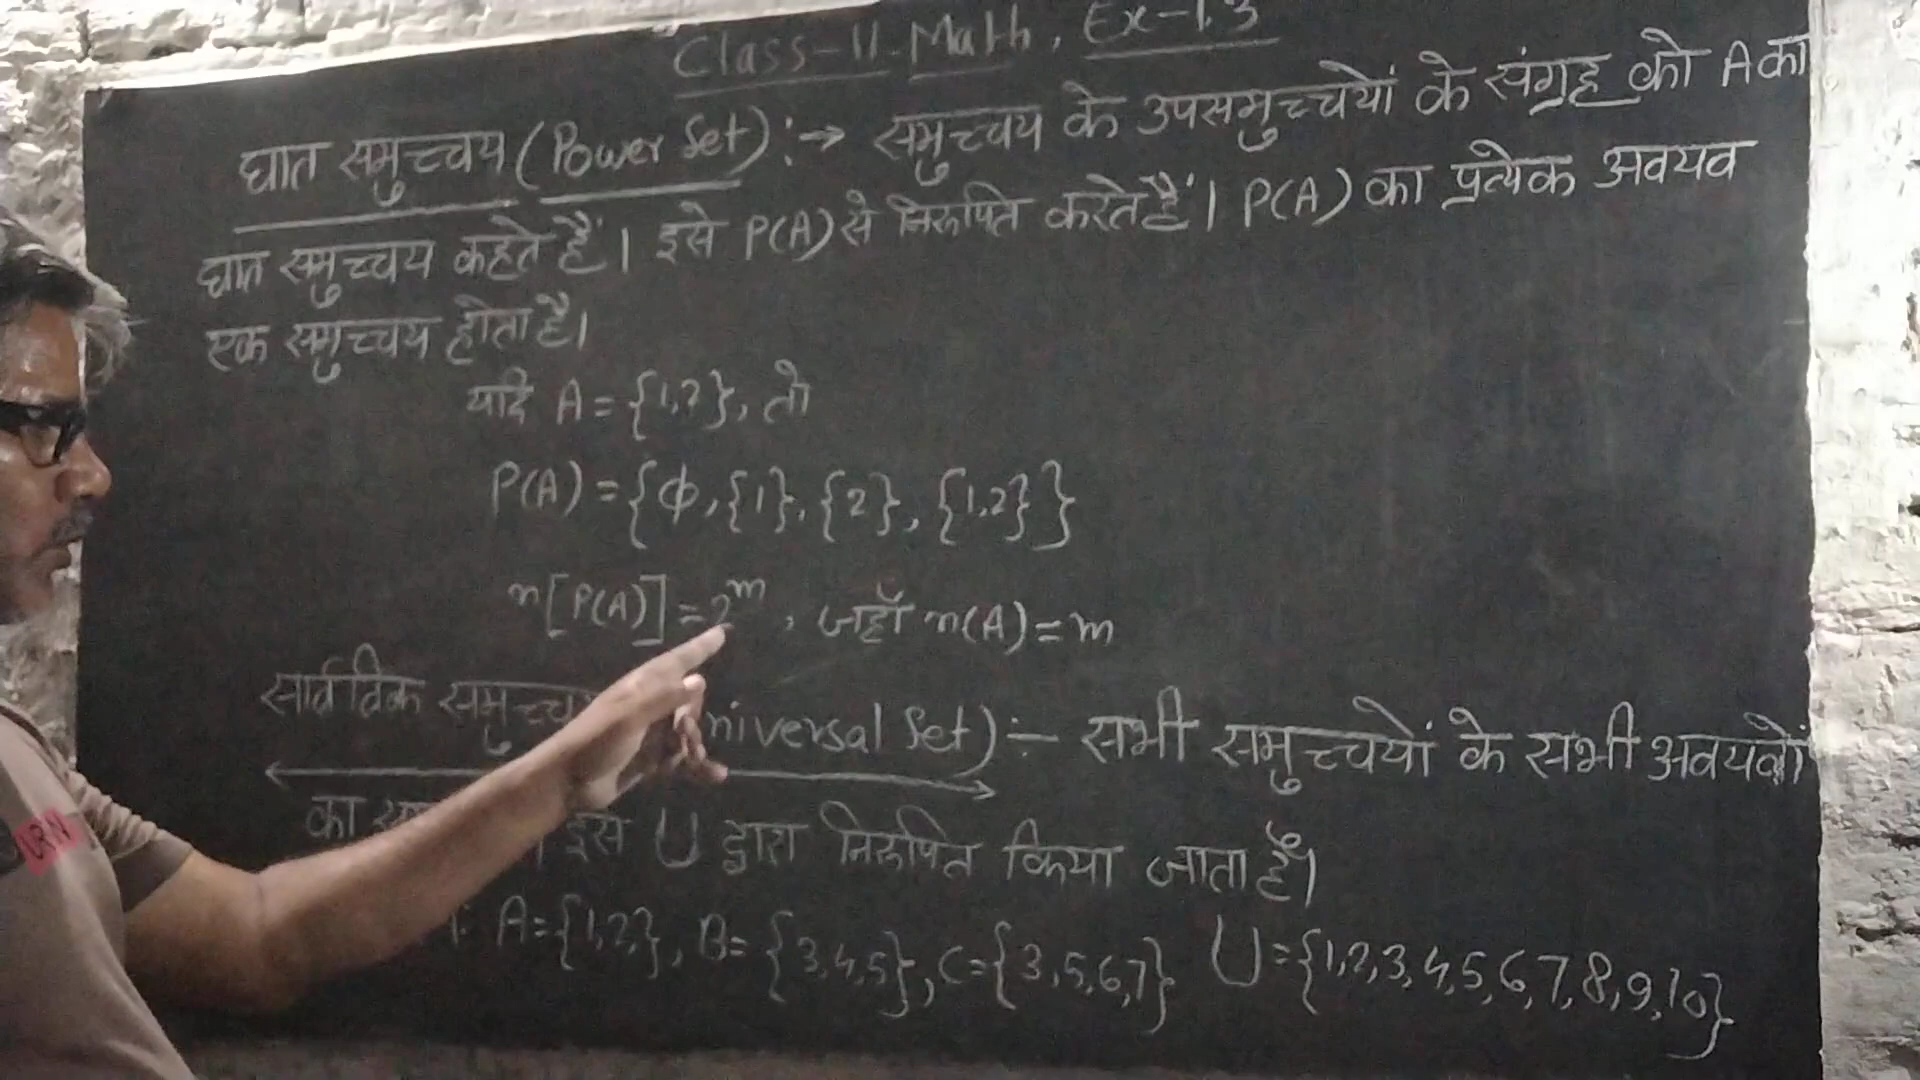 Class-11 Math, Ex-1.3
घात समुच्चय (Power Set) :→ समुच्चय के उपसमुच्चयों के संग्रह को A का
घात समुच्चय कहते हैं। इसे P(A) से निरूपित करते हैं। P(A) का प्रत्येक अवयव
एक समुच्चय होता है।
यदि A = {1,2}, तो
P(A) = {ϕ, {1}, {2}, {1,2}}
n[P(A)] = 2^m, जहाँ n(A) = m
सार्वत्रिक niversal Set) :- सभी समुच्चयों के सभी अवयवों
का इसे U द्वारा निरूपित किया जाता है।
A={1,2}, B={3,4,5}, C={3,5,6,7} U={1,2,3,4,5,6,7,8,9,10}
URN